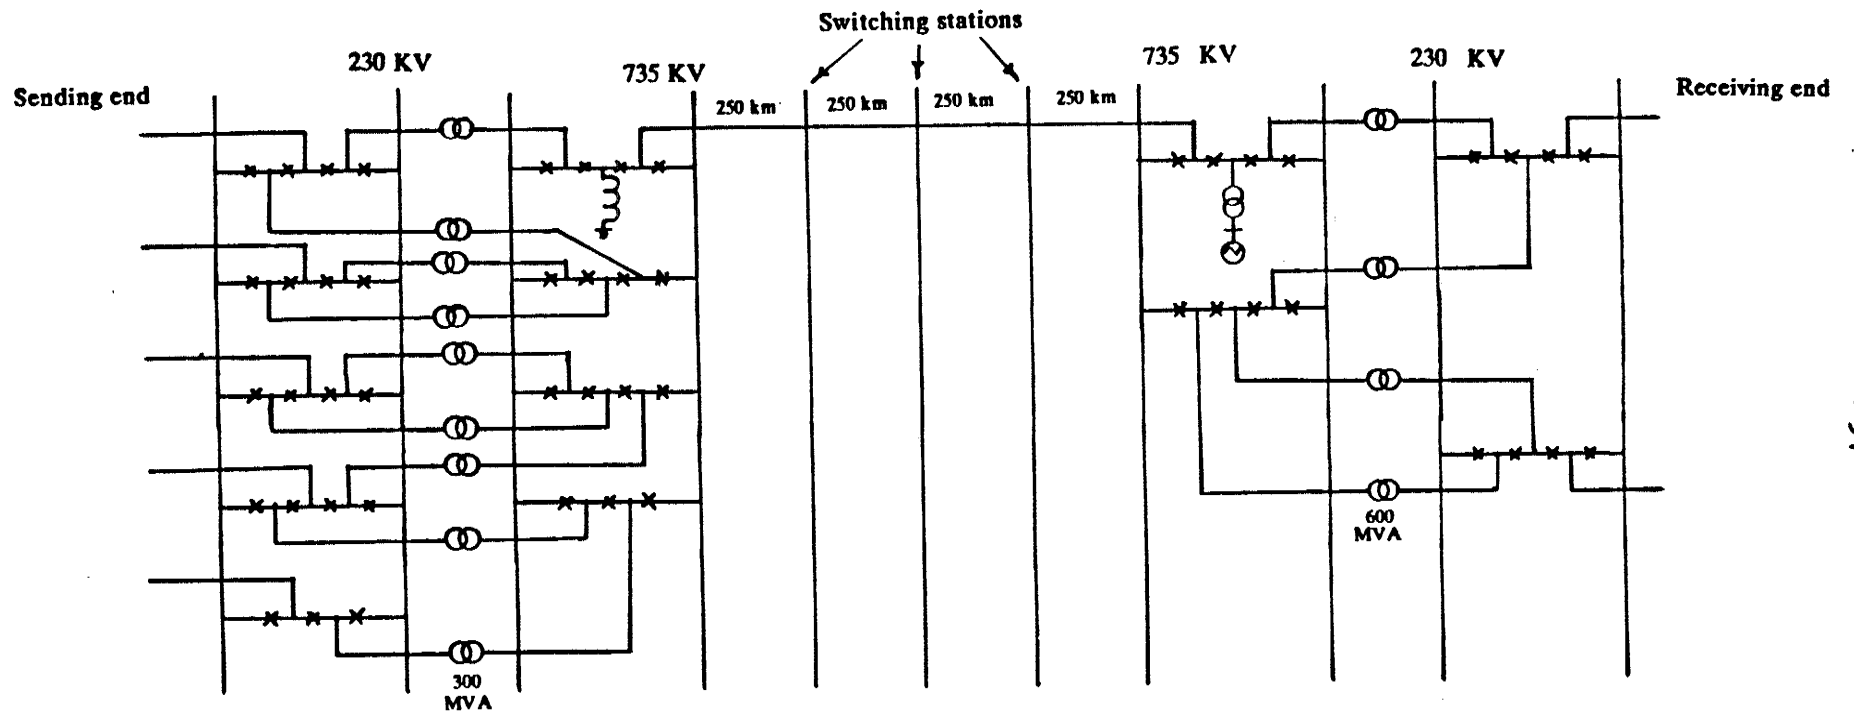 Switching stations
230 KV
735 KV
735 KV
230 KV
Sending end
Receiving end
250 km
250 km
250 km
250 km
600
MVA
300
MVA